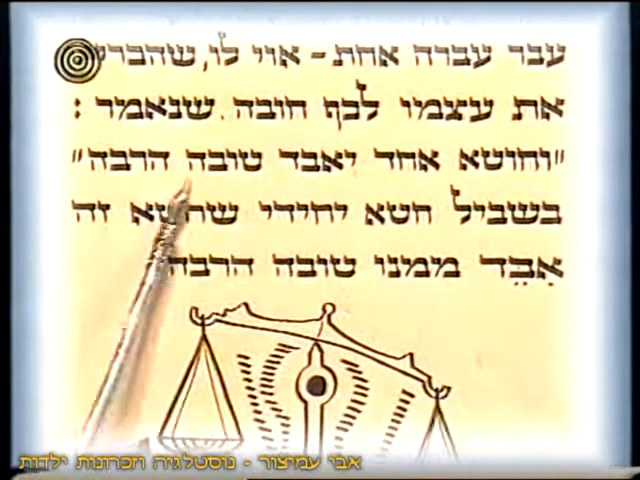 עבר עברה אחת - אוי לו, שהכריע
את עצמו לכף חובה. שנאמר:
"וחוטא אחד יאבד טובה הרבה"
בשביל חטא יחידי שחטא זה
אִבֵּד ממנו טובה הרבה
אבי עמיצור - נוסטלגיה וזכרונות ילדות